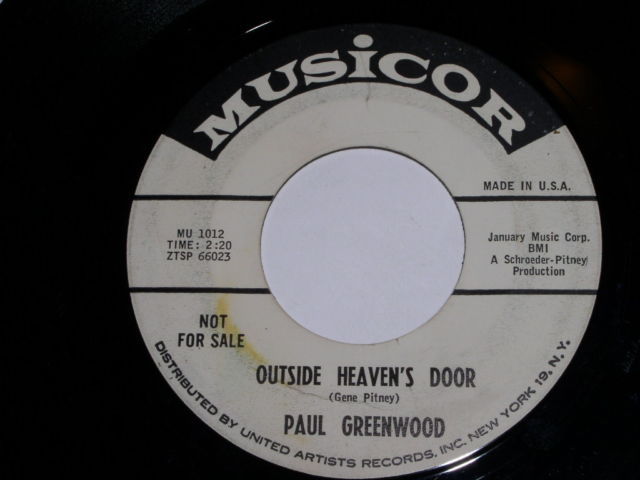 MUSiCOR
MADE IN U.S.A.
MU 1012
TIME: 2:20
ZTSP 66023
January Music Corp.
BMI
A Schroeder-Pitney
Production
NOT
FOR SALE
OUTSIDE HEAVEN'S DOOR
(Gene Pitney)
PAUL GREENWOOD
DISTRIBUTED BY UNITED ARTISTS RECORDS, INC. NEW YORK 19, N.Y.